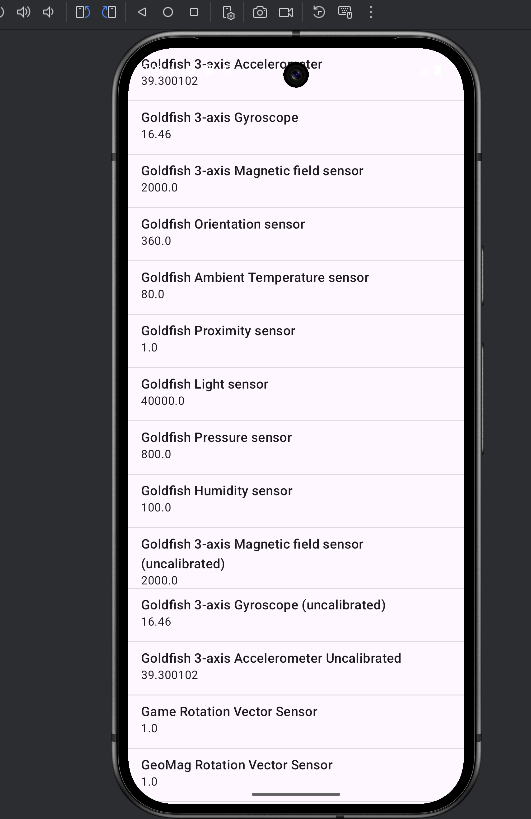 Goldfish 3-axis Accelerometer
39.300102
Goldfish 3-axis Gyroscope
16.46
Goldfish 3-axis Magnetic field sensor
2000.0
Goldfish Orientation sensor
360.0
Goldfish Ambient Temperature sensor
80.0
Goldfish Proximity sensor
1.0
Goldfish Light sensor
40000.0
Goldfish Pressure sensor
800.0
Goldfish Humidity sensor
100.0
Goldfish 3-axis Magnetic field sensor
(uncalibrated)
2000.0
Goldfish 3-axis Gyroscope (uncalibrated)
16.46
Goldfish 3-axis Accelerometer Uncalibrated
39.300102
Game Rotation Vector Sensor
1.0
GeoMag Rotation Vector Sensor
1.0